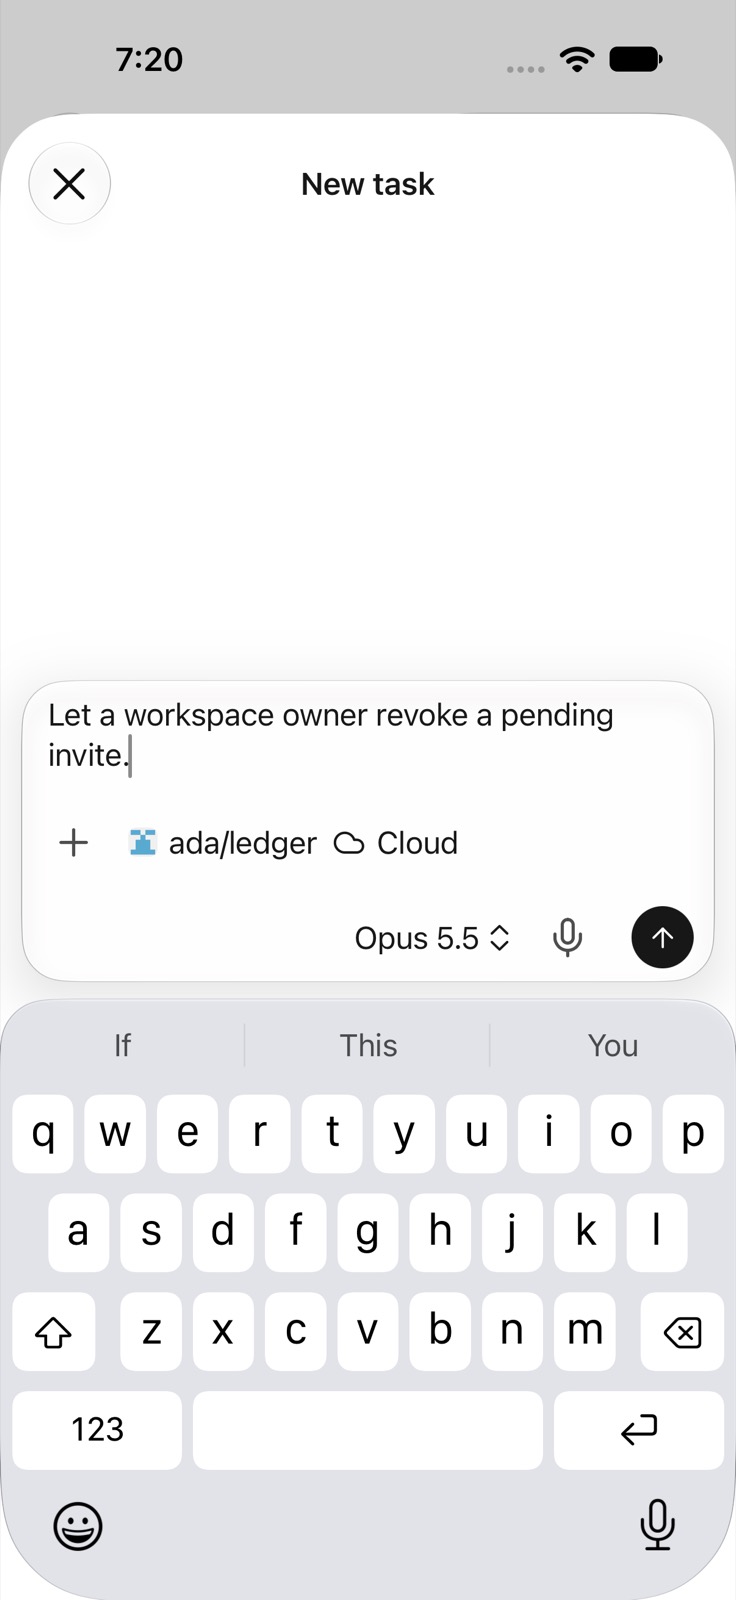 7:20
New task
Let a workspace owner revoke a pending
invite.
ada/ledger Cloud
Opus 5.5
If This You
q w e r t y u i o p
a s d f g h j k l
z x c v b n m
123